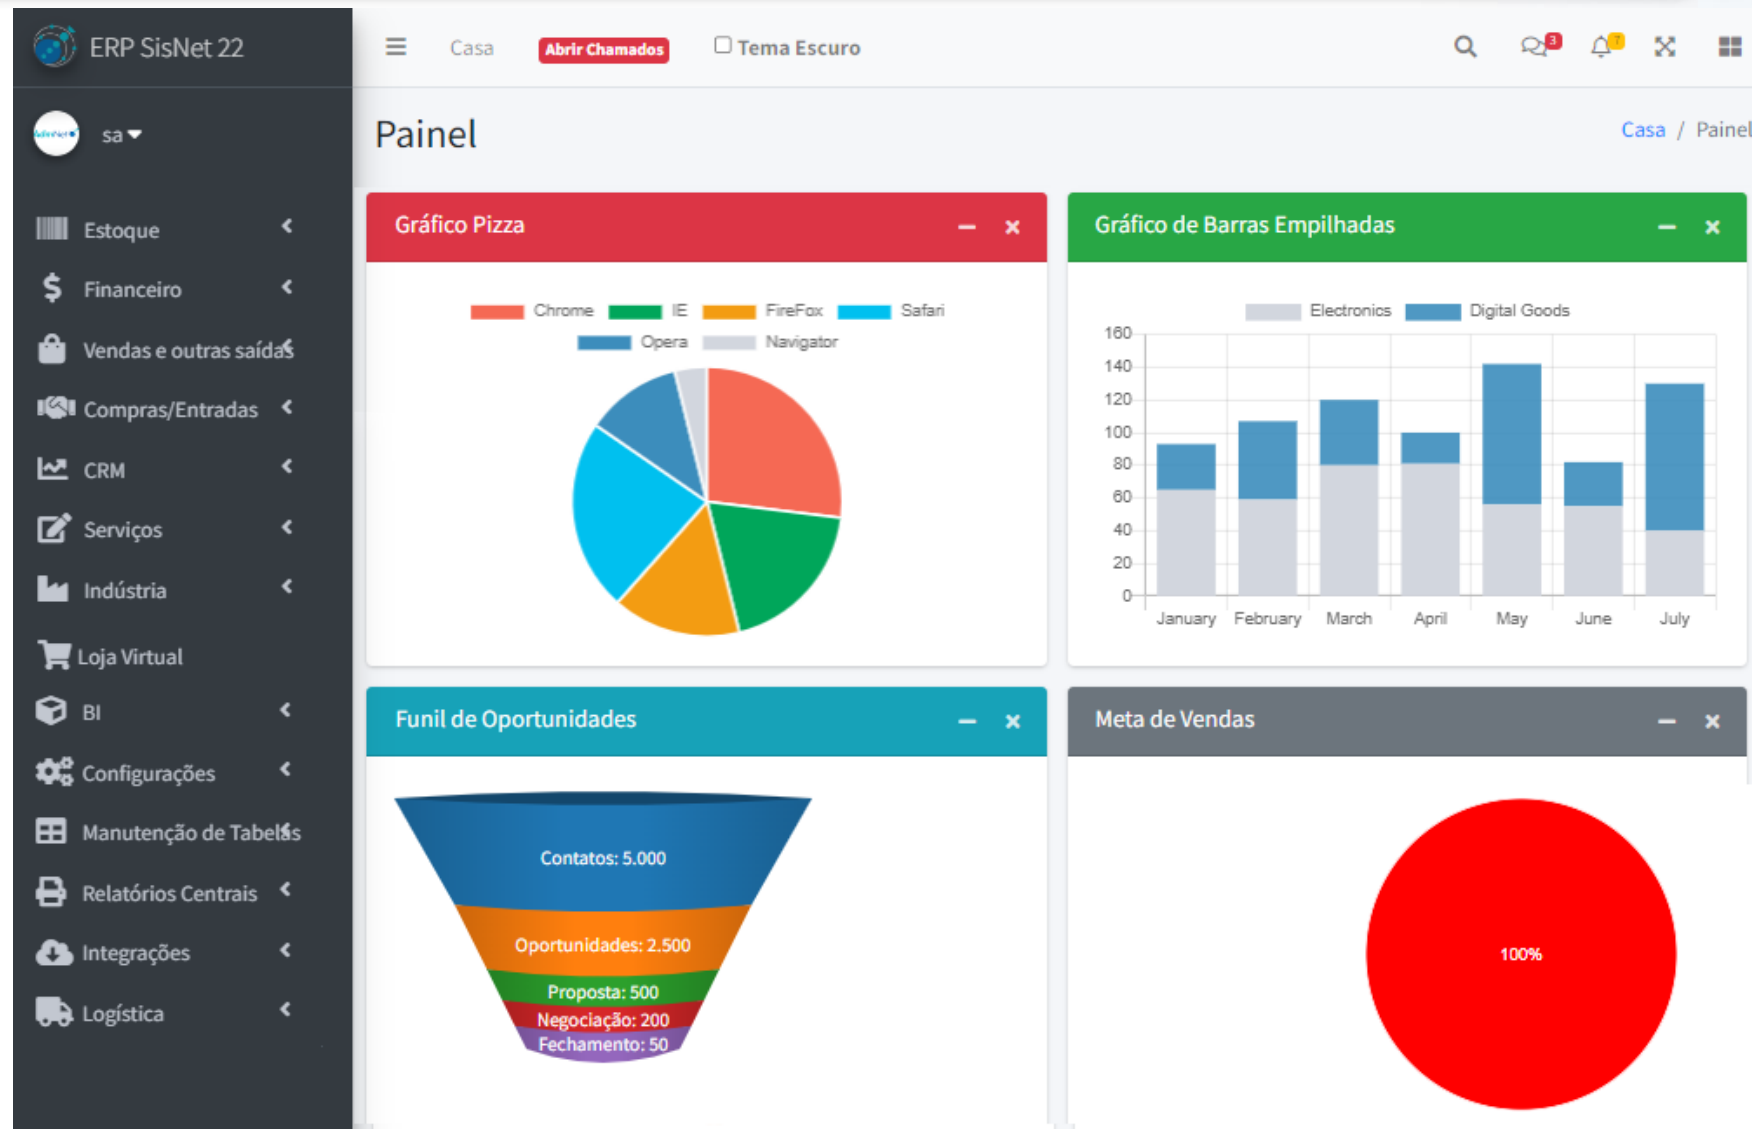 ERP SisNet 22
Casa
Abrir Chamados
Tema Escuro
3
7
sa
Painel
Casa / Painel
Estoque
Financeiro
Vendas e outras saídas
Compras/Entradas
CRM
Serviços
Indústria
Loja Virtual
BI
Configurações
Manutenção de Tabelas
Relatórios Centrais
Integrações
Logística
Gráfico Pizza
Chrome IE FireFox Safari
Opera Navigator
Gráfico de Barras Empilhadas
Electronics Digital Goods
160
140
120
100
80
60
40
20
0
January February March April May June July
Funil de Oportunidades
Contatos: 5.000
Oportunidades: 2.500
Proposta: 500
Negociação: 200
Fechamento: 50
Meta de Vendas
100%